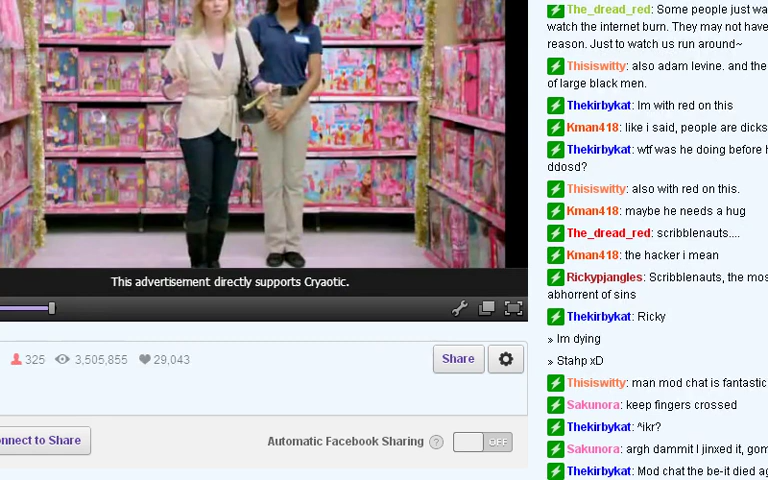 This advertisement directly supports Cryaotic.
325 3,505,855 29,043
Share
nnect to Share
Automatic Facebook Sharing ? OFF
The_dread_red: Some people just wa
watch the internet burn. They may not have
reason. Just to watch us run around~
Thisiswitty: also adam levine. and the
of large black men.
Thekirbykat: Im with red on this
Kman418: like i said, people are dicks
Thekirbykat: wtf was he doing before h
ddosd?
Thisiswitty: also with red on this.
Kman418: maybe he needs a hug
The_dread_red: scribblenauts....
Kman418: the hacker i mean
Rickypjangles: Scribblenauts, the mos
abhorrent of sins
Thekirbykat: Ricky
» Im dying
» Stahp xD
Thisiswitty: man mod chat is fantastic
Sakunora: keep fingers crossed
Thekirbykat: ^ikr?
Sakunora: argh dammit I jinxed it, gom
Thekirbykat: Mod chat the be-it died ag